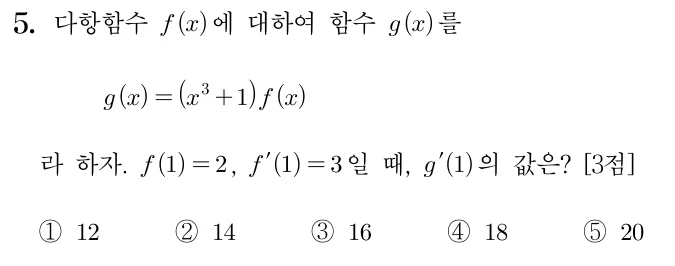 5. 다항함수 f(x)에 대하여 함수 g(x)를
g(x)=(x³+1)f(x)
라 하자. f(1)=2, f′(1)=3일 때, g′(1)의 값은? [3점]
① 12 ② 14 ③ 16 ④ 18 ⑤ 20